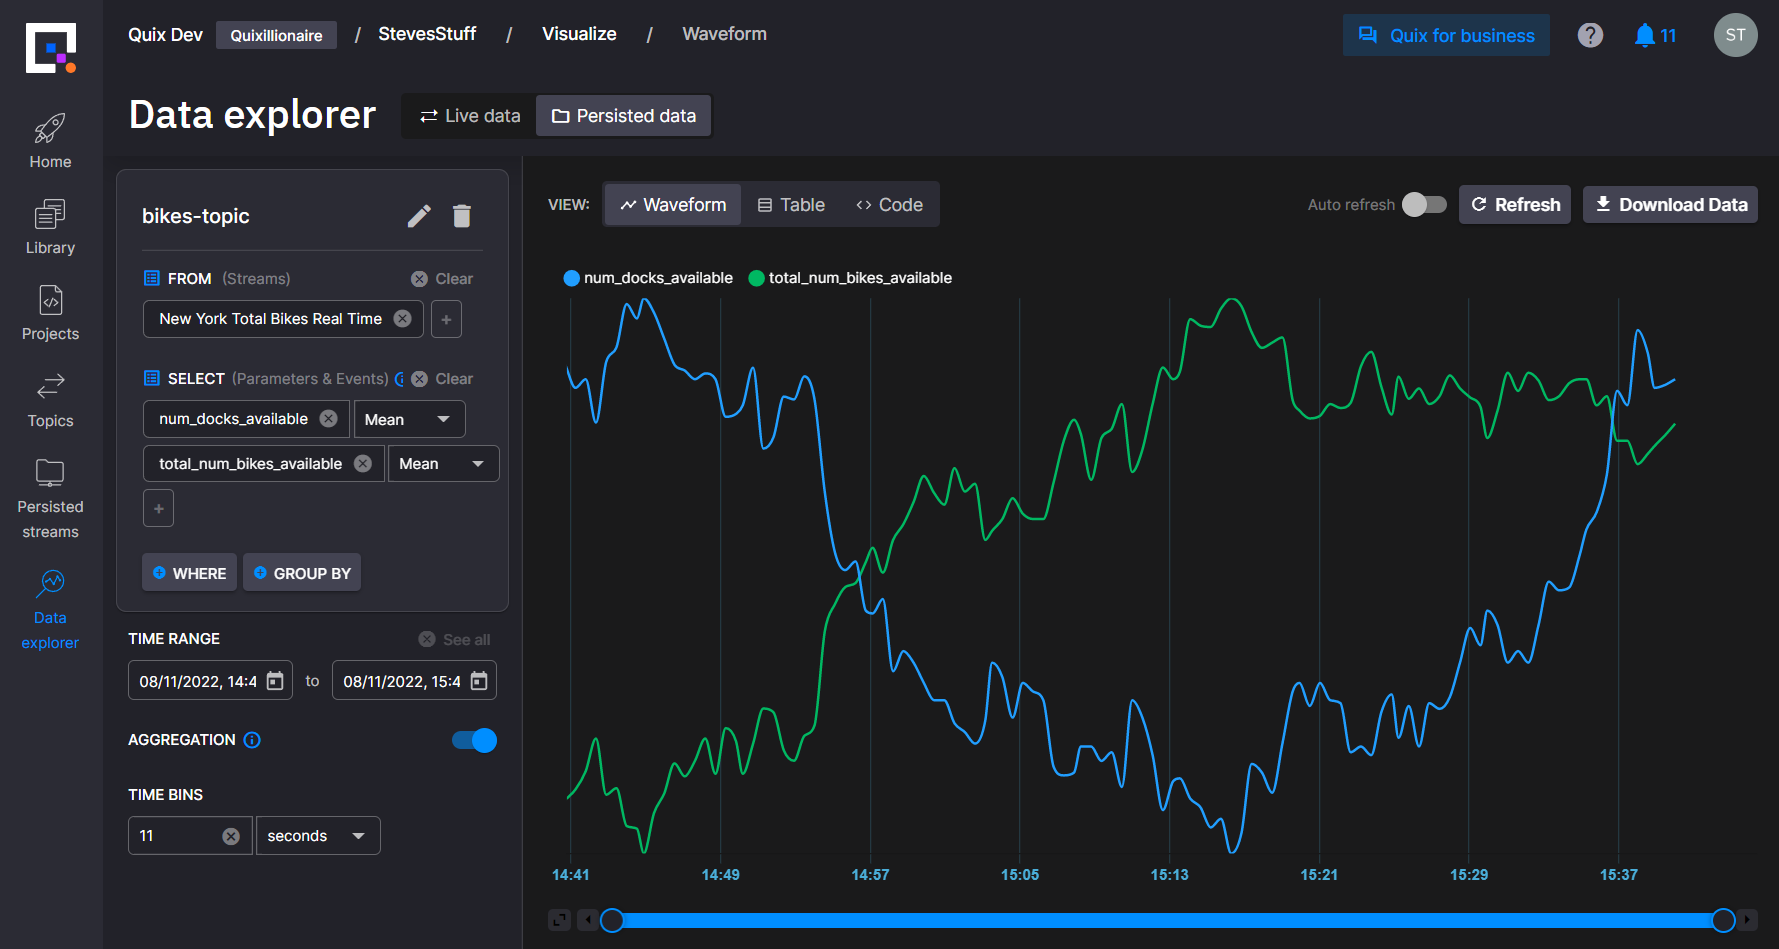 Quix Dev Quixillionaire / StevesStuff / Visualize / Waveform
Quix for business 11 ST
Data explorer Live data Persisted data
Home
Library
Projects
Topics
Persisted
streams
Data
explorer
bikes-topic
FROM (Streams) Clear
New York Total Bikes Real Time +
SELECT (Parameters & Events) Clear
num_docks_available Mean
total_num_bikes_available Mean
+
WHERE GROUP BY
TIME RANGE See all
08/11/2022, 14:4 to 08/11/2022, 15:4
AGGREGATION
TIME BINS
11 seconds
VIEW: Waveform Table Code
Auto refresh Refresh Download Data
num_docks_available total_num_bikes_available
14:41 14:49 14:57 15:05 15:13 15:21 15:29 15:37